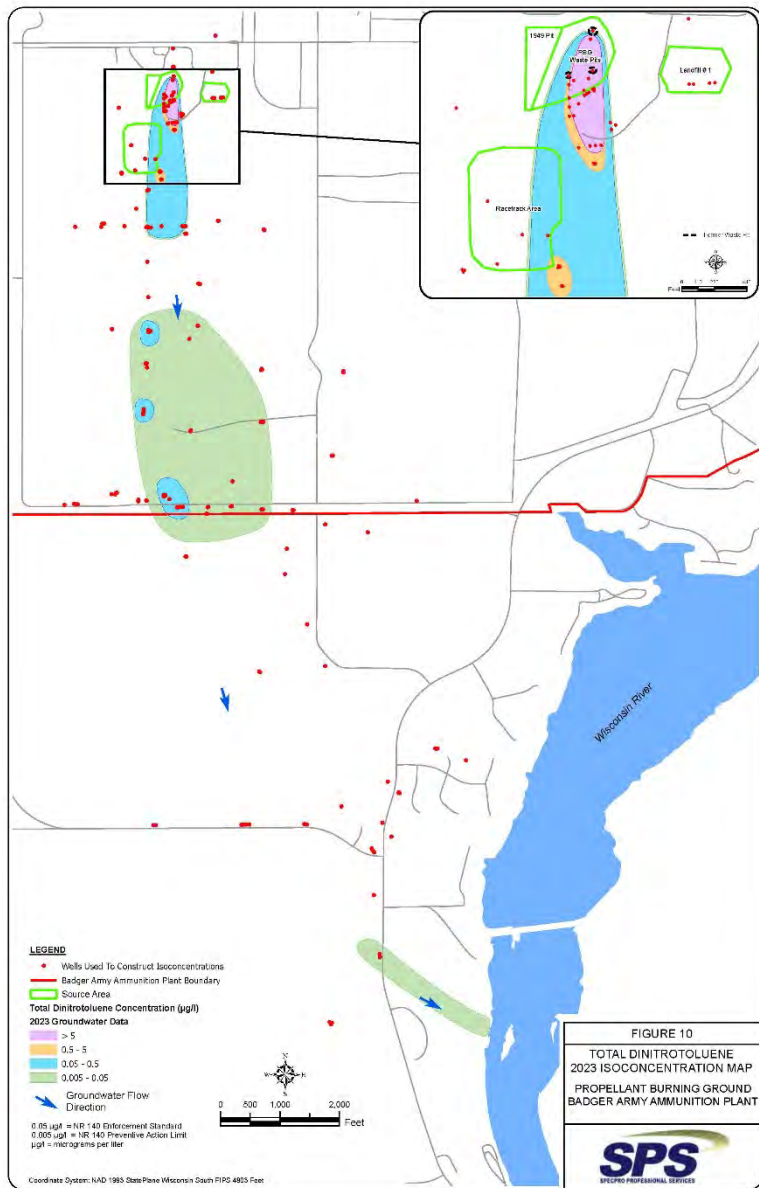 1949 Pit
PBG
Waste Pits
Landfill # 1
Racetrack Area
Feet
Wisconsin River
LEGEND
Wells Used To Construct Isoconcentrations
Badger Army Ammunition Plant Boundary
Source Area
Total Dinitrotoluene Concentration (µg/l)
2023 Groundwater Data
> 5
0.5 - 5
0.05 - 0.5
0.005 - 0.05
Groundwater Flow
Direction
0.05 µg/l = NR 140 Enforcement Standard
0.005 µg/l = NR 140 Preventive Action Limit
µg/l = micrograms per liter
Coordinate System: NAD 1983 StatePlane Wisconsin South FIPS 4803 Feet
N
W E
S
0 500 1,000 2,000
Feet
FIGURE 10
TOTAL DINITROTOLUENE
2023 ISOCONCENTRATION MAP
PROPELLANT BURNING GROUND
BADGER ARMY AMMUNITION PLANT
SPS
SPECPRO PROFESSIONAL SERVICES